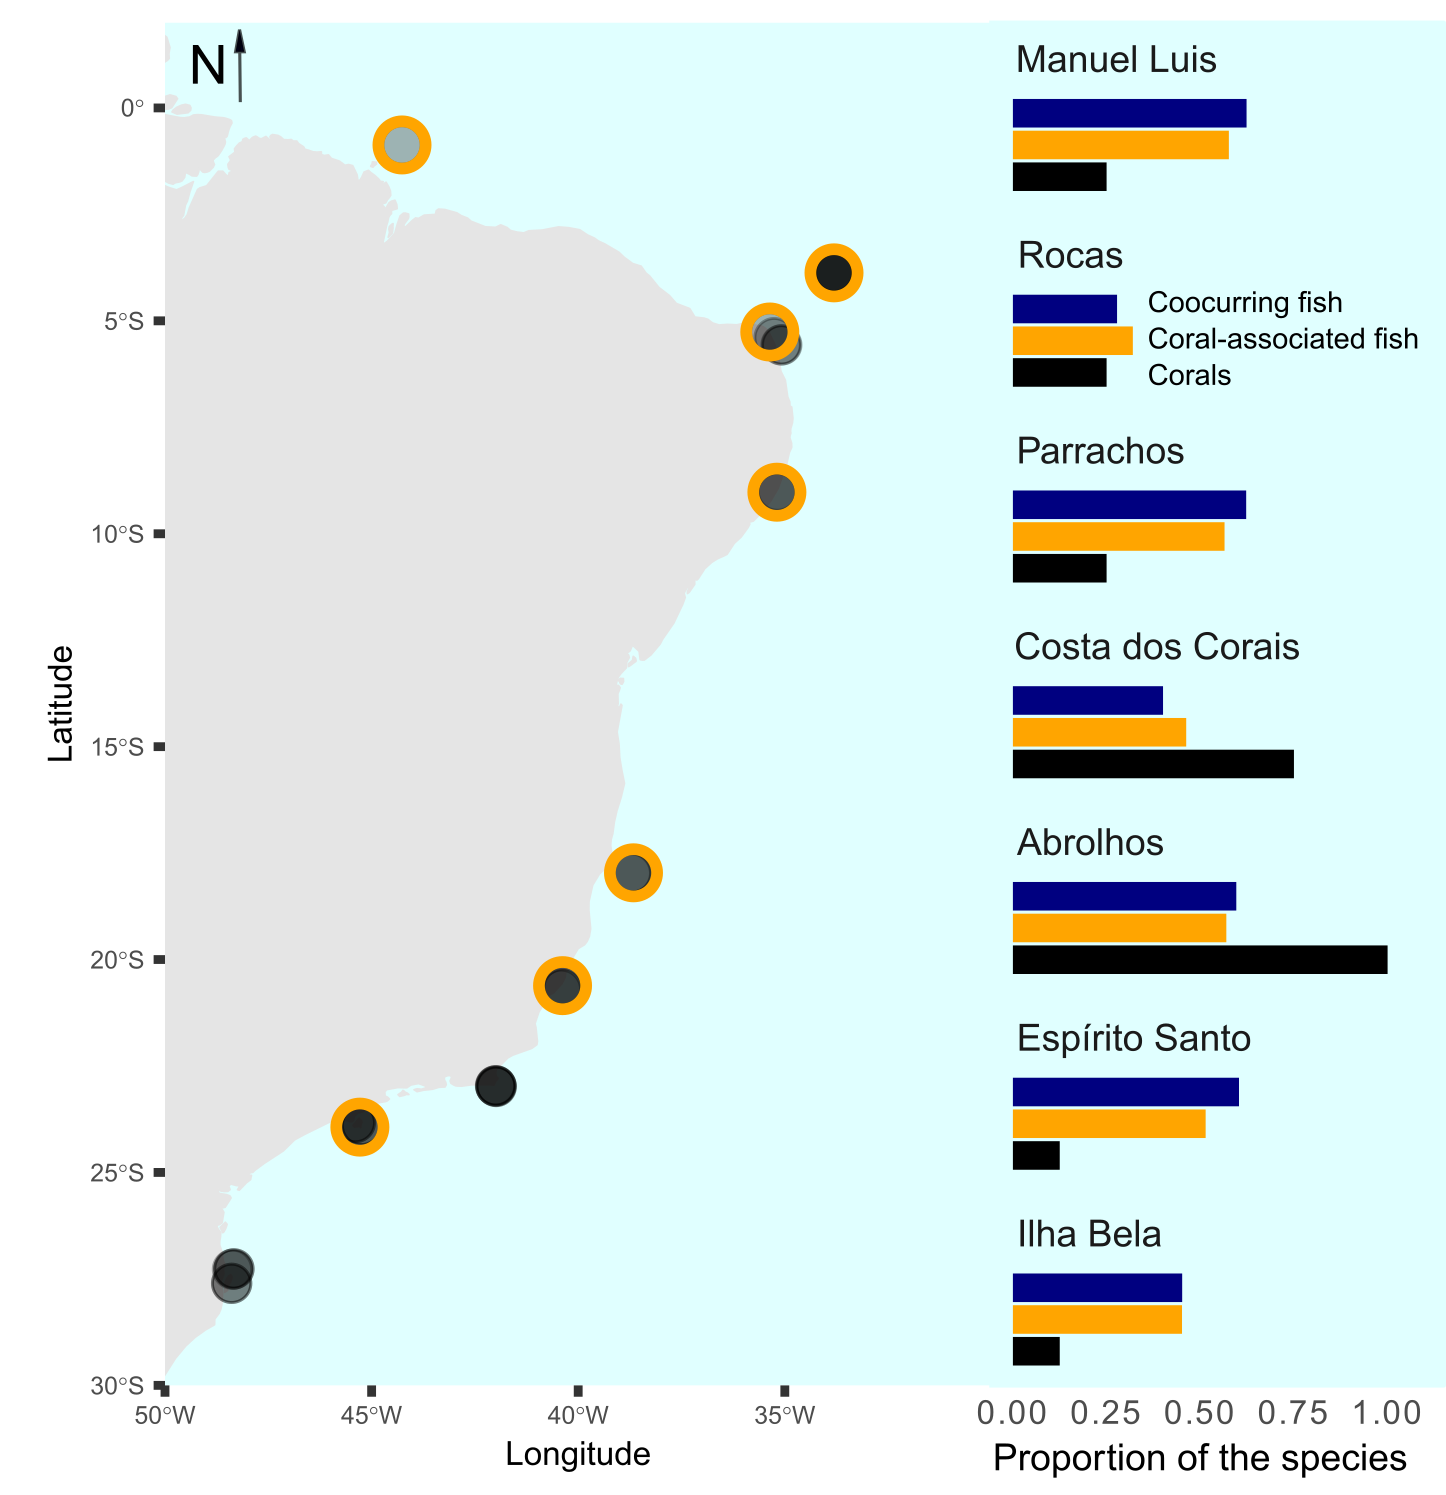 N
0°
5°S
10°S
15°S
20°S
25°S
30°S
Latitude
50°W
45°W
40°W
35°W
Longitude
Manuel Luis
Rocas
Coocurring fish
Coral-associated fish
Corals
Parrachos
Costa dos Corais
Abrolhos
Espírito Santo
Ilha Bela
0.00 0.25 0.50 0.75 1.00
Proportion of the species